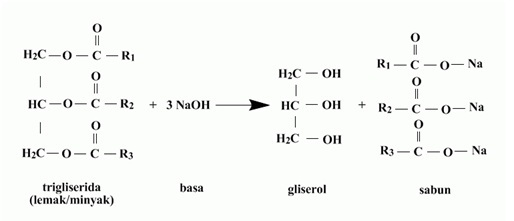 O
H2C — O — C — R1
O
HC — O — C — R2
O
H2C — O — C — R3
+ 3 NaOH
H2C — OH
HC — OH
H2C — OH
+
O
R1 — C — O — Na
O
R2 — C — O — Na
O
R3 — C — O — Na
trigliserida
(lemak/minyak)
basa
gliserol
sabun